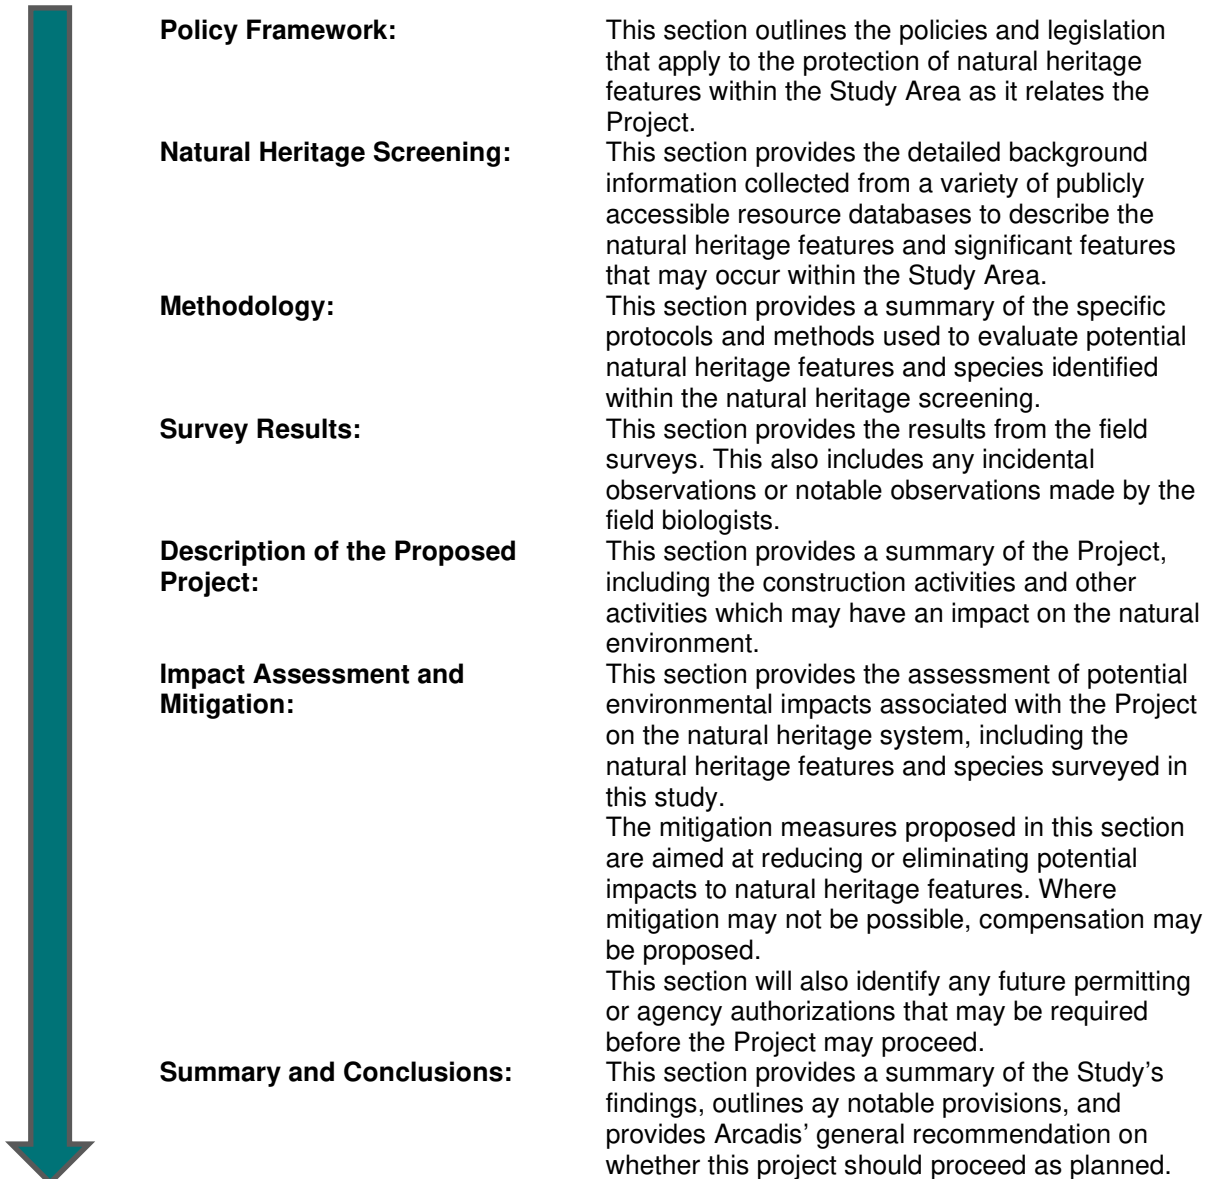 Policy Framework: This section outlines the policies and legislation
that apply to the protection of natural heritage
features within the Study Area as it relates the
Project.
Natural Heritage Screening: This section provides the detailed background
information collected from a variety of publicly
accessible resource databases to describe the
natural heritage features and significant features
that may occur within the Study Area.
Methodology: This section provides a summary of the specific
protocols and methods used to evaluate potential
natural heritage features and species identified
within the natural heritage screening.
Survey Results: This section provides the results from the field
surveys. This also includes any incidental
observations or notable observations made by the
field biologists.
Description of the Proposed This section provides a summary of the Project,
Project: including the construction activities and other
activities which may have an impact on the natural
environment.
Impact Assessment and This section provides the assessment of potential
Mitigation: environmental impacts associated with the Project
on the natural heritage system, including the
natural heritage features and species surveyed in
this study.
The mitigation measures proposed in this section
are aimed at reducing or eliminating potential
impacts to natural heritage features. Where
mitigation may not be possible, compensation may
be proposed.
This section will also identify any future permitting
or agency authorizations that may be required
before the Project may proceed.
Summary and Conclusions: This section provides a summary of the Study's
findings, outlines ay notable provisions, and
provides Arcadis' general recommendation on
whether this project should proceed as planned.